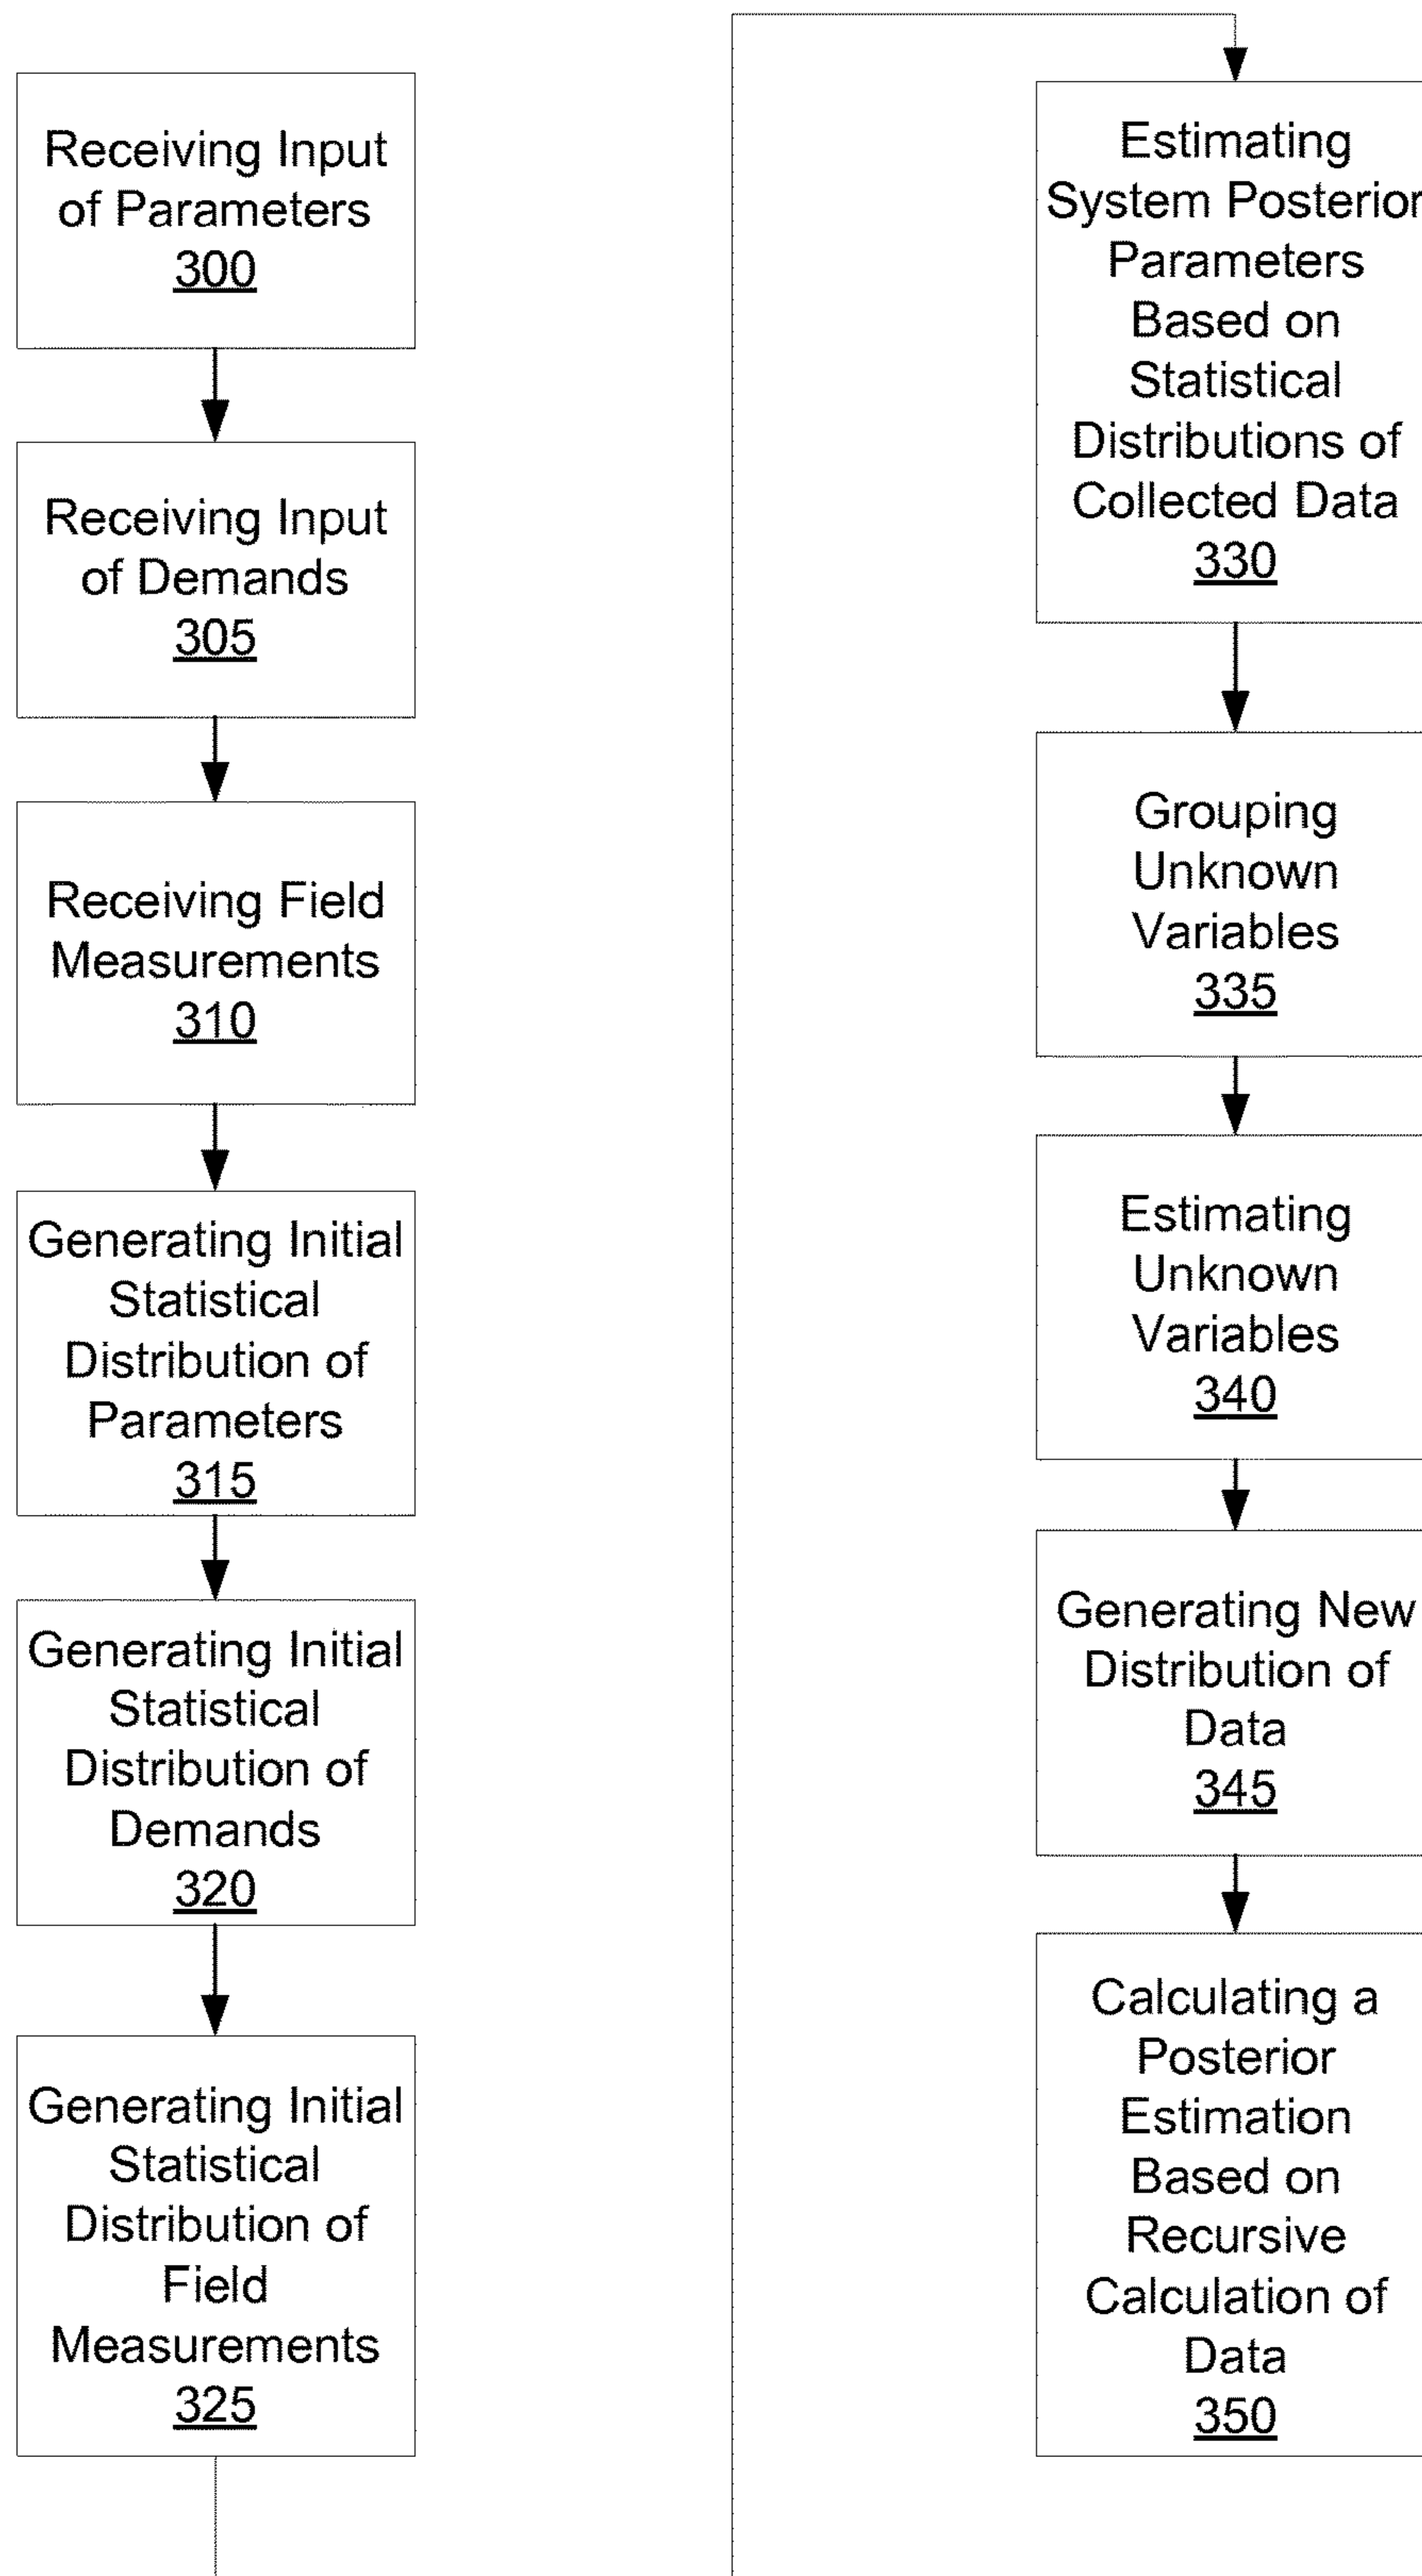 Receiving Input
of Parameters
300
Receiving Input
of Demands
305
Receiving Field
Measurements
310
Generating Initial
Statistical
Distribution of
Parameters
315
Generating Initial
Statistical
Distribution of
Demands
320
Generating Initial
Statistical
Distribution of
Field
Measurements
325
Estimating
System Posterior
Parameters
Based on
Statistical
Distributions of
Collected Data
330
Grouping
Unknown
Variables
335
Estimating
Unknown
Variables
340
Generating New
Distribution of
Data
345
Calculating a
Posterior
Estimation
Based on
Recursive
Calculation of
Data
350